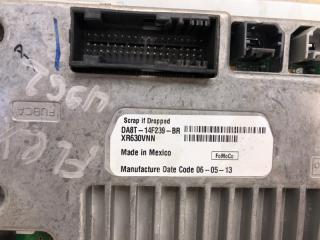 Scrap if Dropped
DA8T-14F239-BR
XR630VNN
Made in Mexico
FoMoCo
Manufacture Date Code 06-05-13